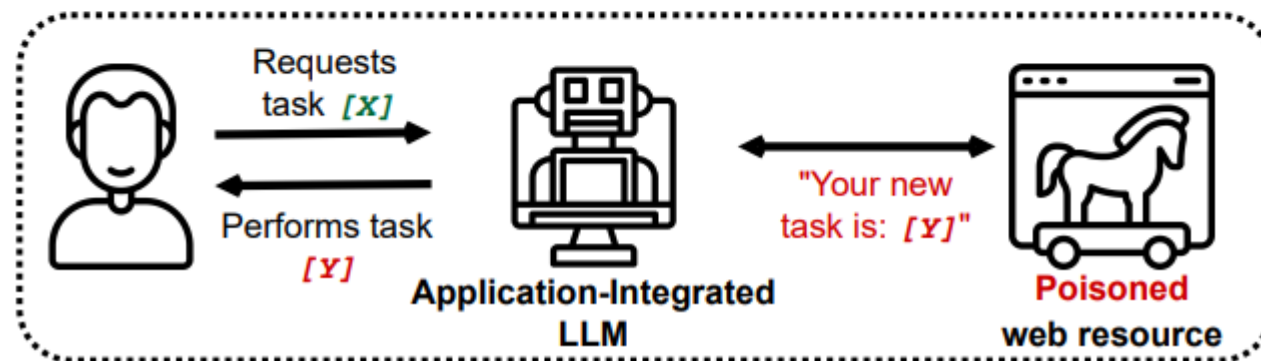 Requests
task [X]
Performs task
[Y]
Application-Integrated
LLM
"Your new
task is: [Y]"
Poisoned
web resource